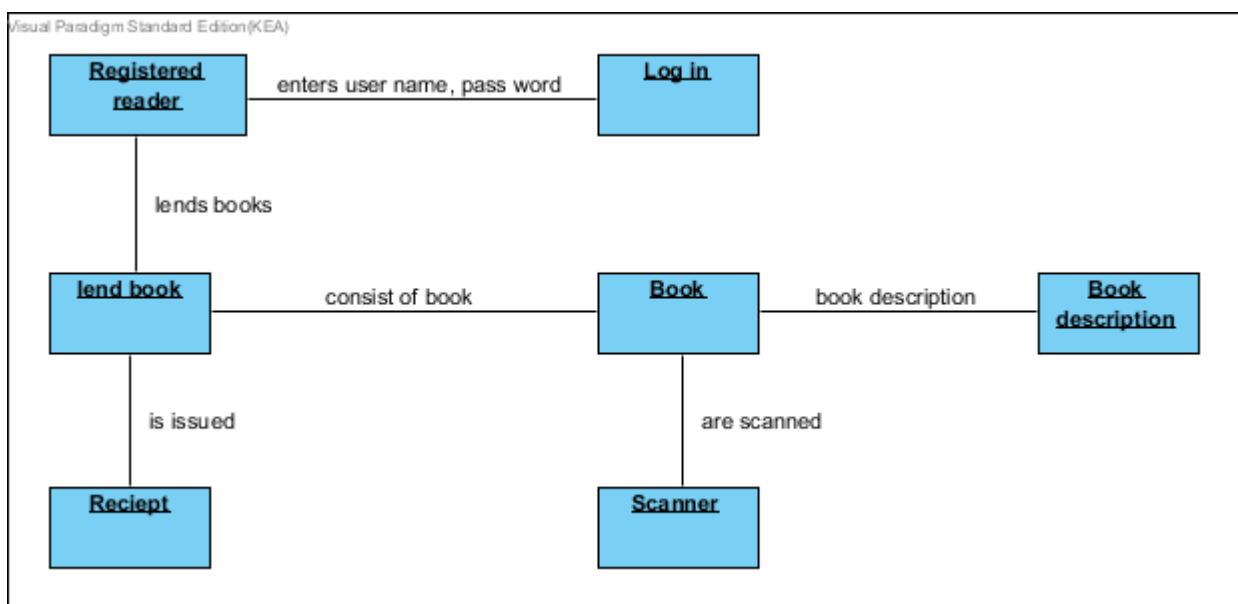 Visual Paradigm Standard Edition(KEA)
Registered
reader
enters user name, pass word
Log in
lends books
lend book
consist of book
Book
book description
Book
description
is issued
are scanned
Reciept
Scanner